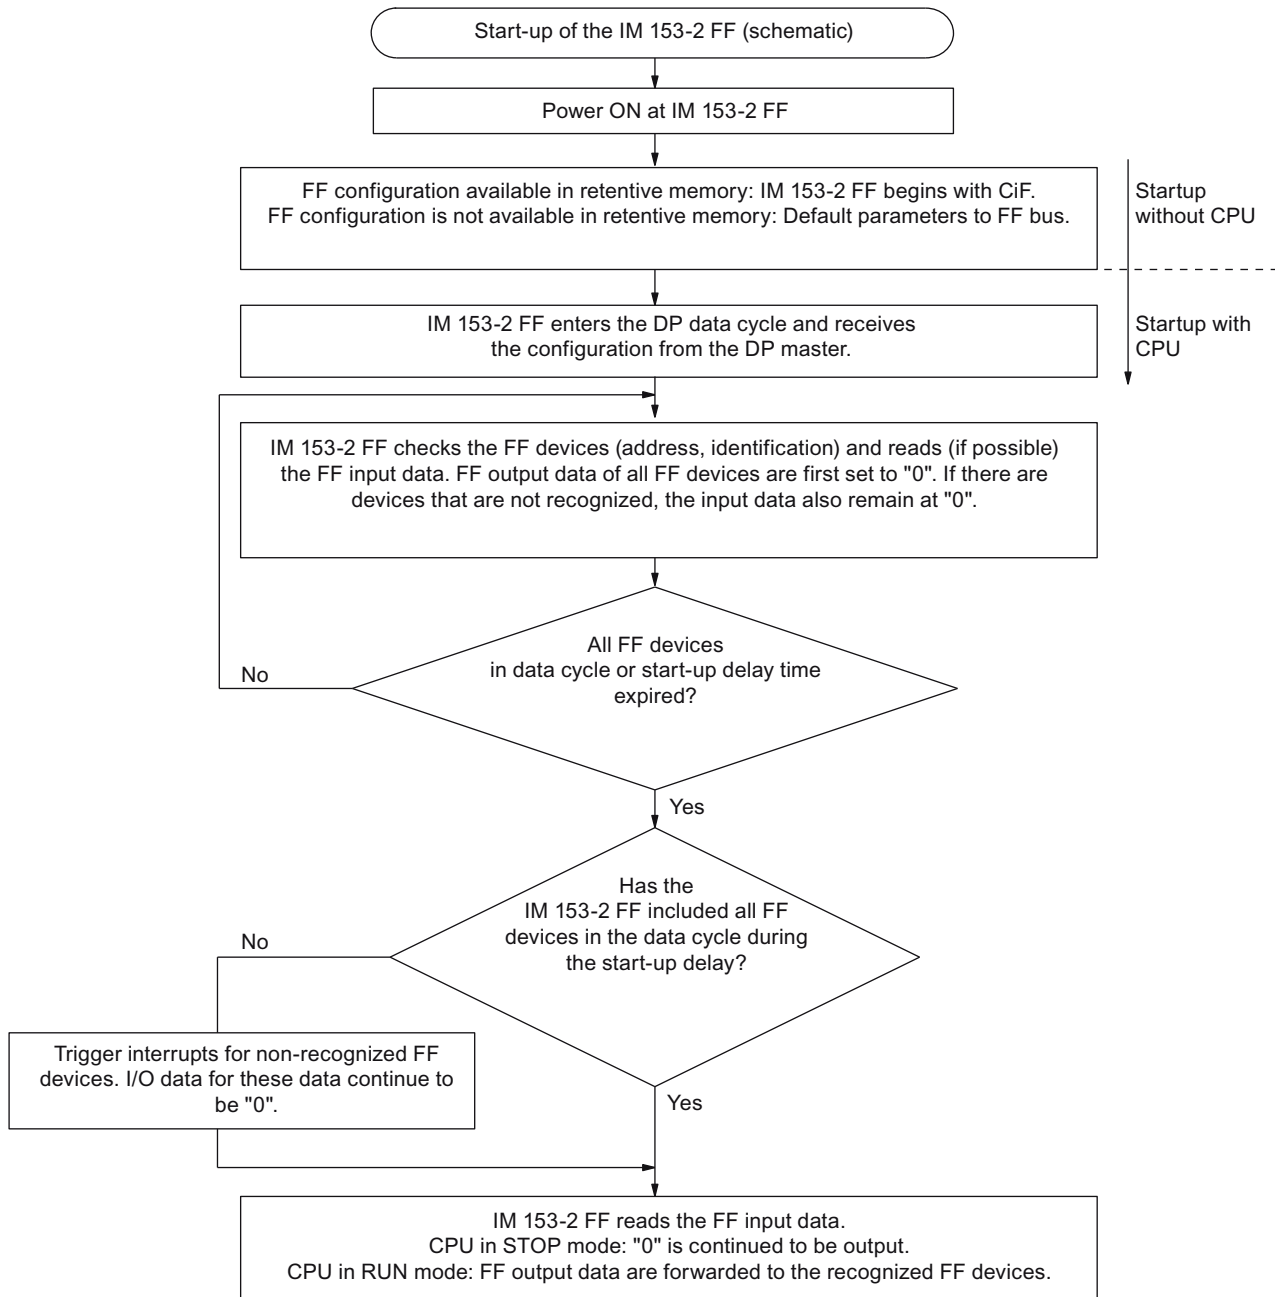 Start-up of the IM 153-2 FF (schematic)
Power ON at IM 153-2 FF
FF configuration available in retentive memory: IM 153-2 FF begins with CiF.
FF configuration is not available in retentive memory: Default parameters to FF bus.
Startup
without CPU
IM 153-2 FF enters the DP data cycle and receives
the configuration from the DP master.
Startup with
CPU
IM 153-2 FF checks the FF devices (address, identification) and reads (if possible)
the FF input data. FF output data of all FF devices are first set to "0". If there are
devices that are not recognized, the input data also remain at "0".
All FF devices
in data cycle or start-up delay time
expired?
No
Yes
Has the
IM 153-2 FF included all FF
devices in the data cycle during
the start-up delay?
No
Trigger interrupts for non-recognized FF
devices. I/O data for these data continue to
be "0".
Yes
IM 153-2 FF reads the FF input data.
CPU in STOP mode: "0" is continued to be output.
CPU in RUN mode: FF output data are forwarded to the recognized FF devices.